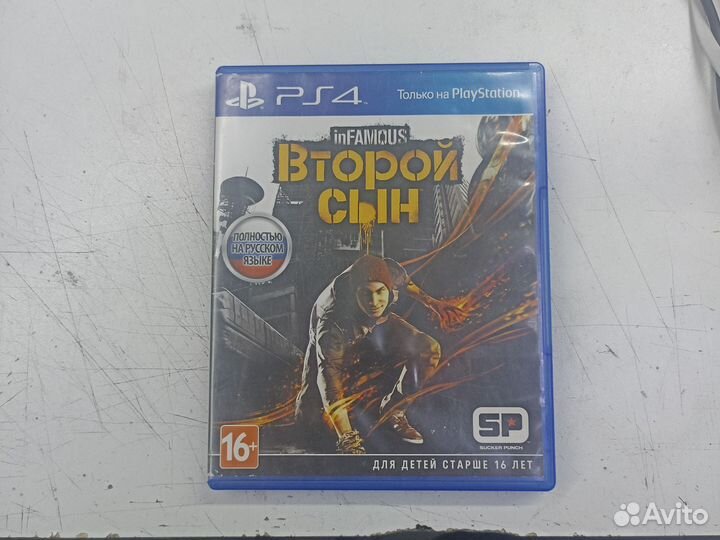 PS4
Только на PlayStation
inFAMOUS
Второй
сын
ПОЛНОСТЬЮ
НА РУССКОМ
ЯЗЫКЕ
16+
SP
SUCKER PUNCH
ДЛЯ ДЕТЕЙ СТАРШЕ 16 ЛЕТ
Avito